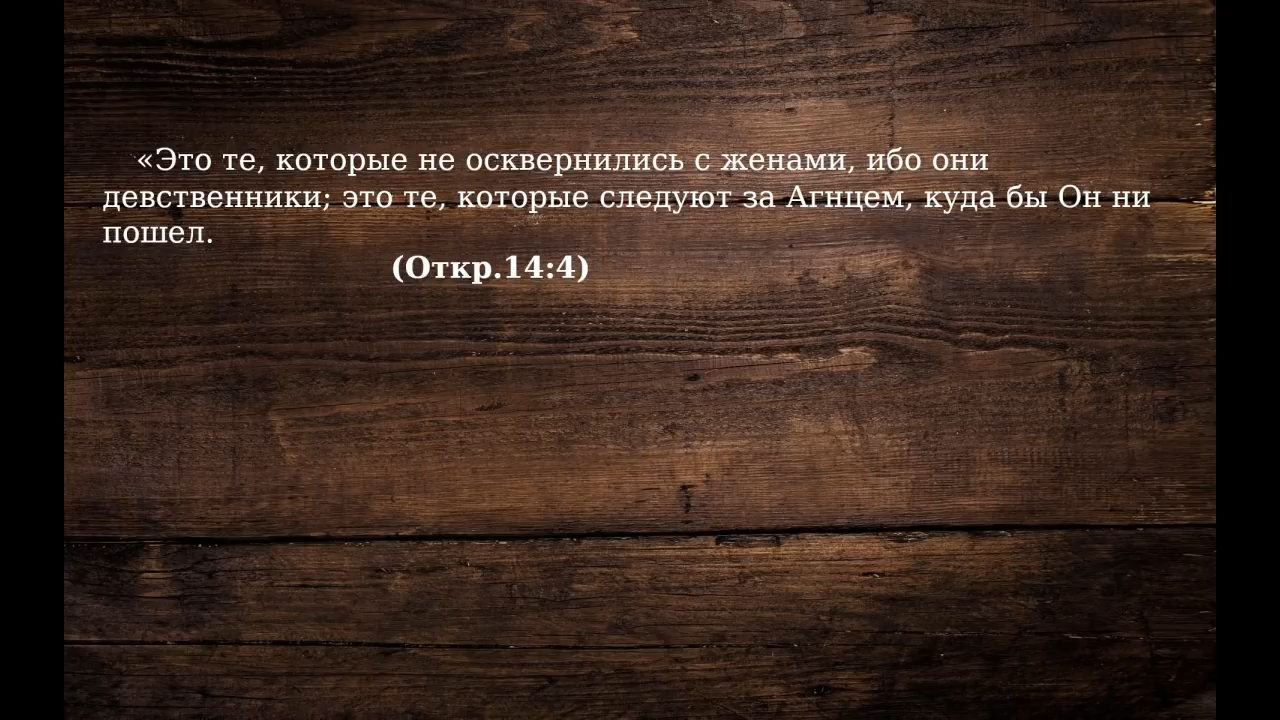 «Это те, которые не осквернились с женами, ибо они
девственники; это те, которые следуют за Агнцем, куда бы Он ни
пошел.
(Откр.14:4)